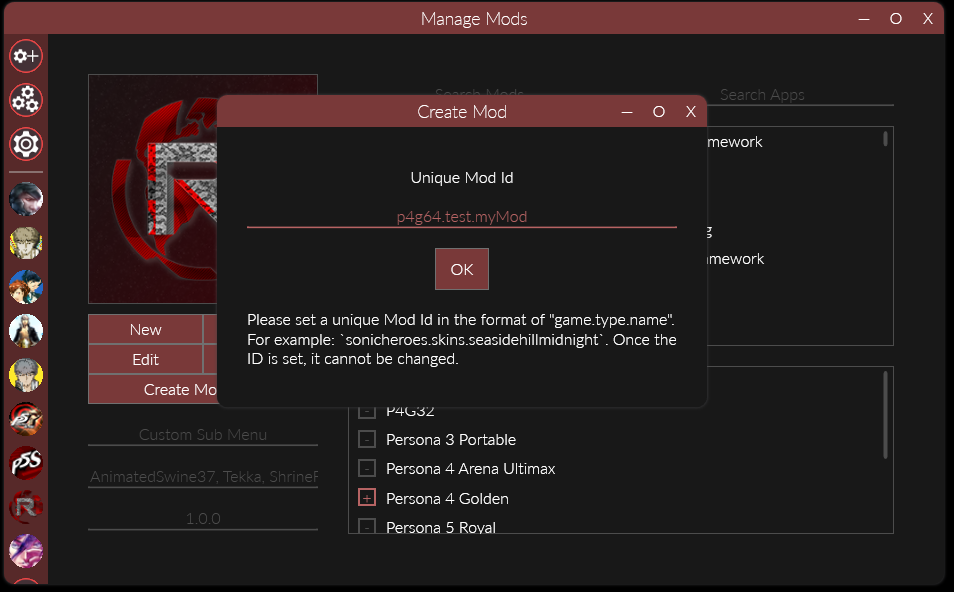 Manage Mods
Search Mods
Search Apps
Create Mod
Unique Mod Id
p4g64.test.myMod
OK
Please set a unique Mod Id in the format of "game.type.name".
For example: `sonicheroes.skins.seasidehillmidnight`. Once the
ID is set, it cannot be changed.
New
Edit
Create Mo
Custom Sub Menu
AnimatedSwine37, Tekka, ShrineF
1.0.0
P4G32
Persona 3 Portable
Persona 4 Arena Ultimax
Persona 4 Golden
Persona 5 Royal
P5S